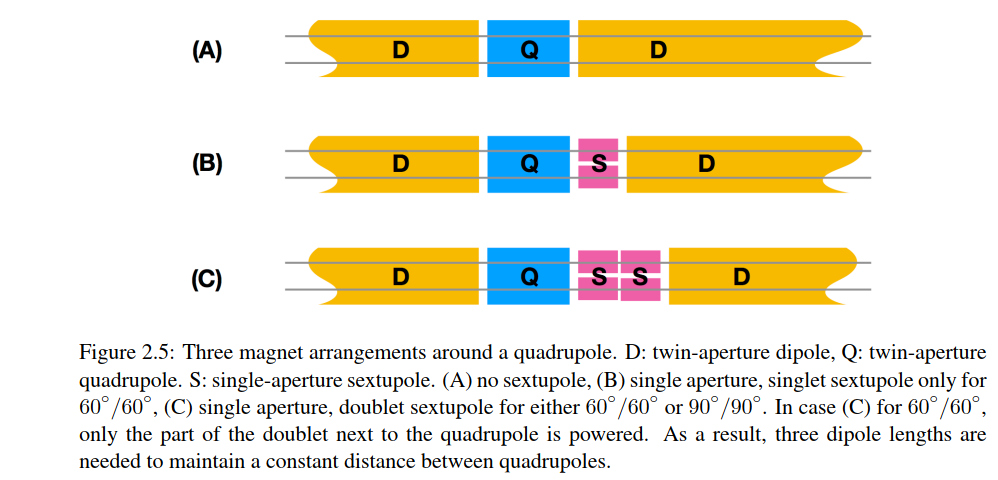 (A) D Q D
(B) D Q S D
(C) D Q S S D
Figure 2.5: Three magnet arrangements around a quadrupole. D: twin-aperture dipole, Q: twin-aperture
quadrupole. S: single-aperture sextupole. (A) no sextupole, (B) single aperture, singlet sextupole only for
60°/60°, (C) single aperture, doublet sextupole for either 60°/60° or 90°/90°. In case (C) for 60°/60°,
only the part of the doublet next to the quadrupole is powered. As a result, three dipole lengths are
needed to maintain a constant distance between quadrupoles.